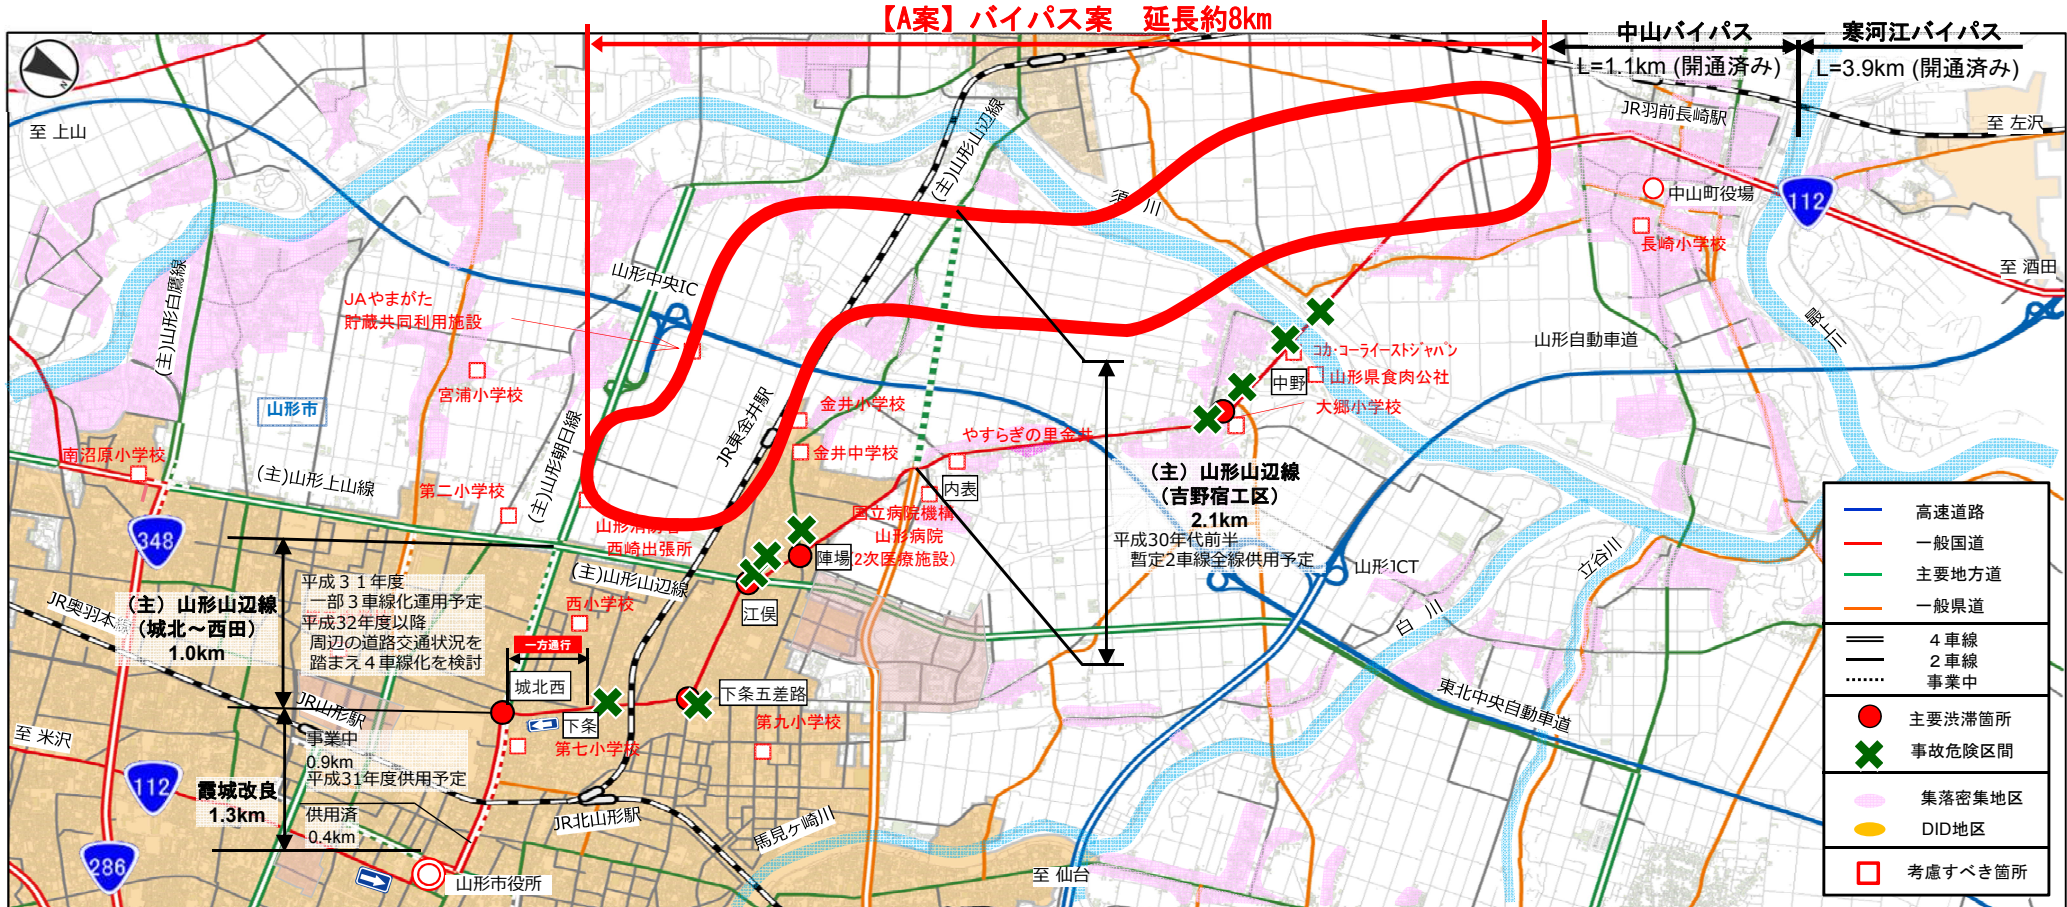 【A案】バイパス案　延長約8km
中山バイパス
L=1.1km (開通済み)
寒河江バイパス
L=3.9km (開通済み)
N
至 上山
(主)山形山辺線
JR羽前長崎駅
至 左沢
須 川
中山町役場
112
長崎小学校
(主)山形白鷹線
山形中央IC
JAやまがた
貯蔵共同利用施設
至 酒田
最上川
山形自動車道
コカ・コーライーストジャパン
山形県食肉公社
中野
大郷小学校
宮浦小学校
山形市
JR東金井駅
金井小学校
やすらぎの里金井
金井中学校
南沼原小学校
(主)山形上山線
第二小学校
(主)山形朝日線
内表
(主) 山形山辺線
(吉野宿工区)
2.1km
平成30年代前半
暫定2車線全線供用予定
国立病院機構
山形病院
(2次医療施設)
山形消防署
西崎出張所
陣場
348
(主)山形山辺線
江俣
山形JCT
立谷川
白 川
JR奥羽本線
(主) 山形山辺線
(城北～西田)
1.0km
平成３１年度
一部３車線化運用予定
平成32年度以降
周辺の道路交通状況を
踏まえ４車線化を検討
西小学校
一方通行
城北西
下条
下条五差路
第九小学校
第七小学校
東北中央自動車道
JR山形駅
至 米沢
事業中
0.9km
平成31年度供用予定
112
霞城改良
1.3km
供用済
0.4km
JR北山形駅
馬見ヶ崎川
286
山形市役所
至 仙台
高速道路
一般国道
主要地方道
一般県道
４車線
２車線
事業中
主要渋滞箇所
事故危険区間
集落密集地区
DID地区
考慮すべき箇所